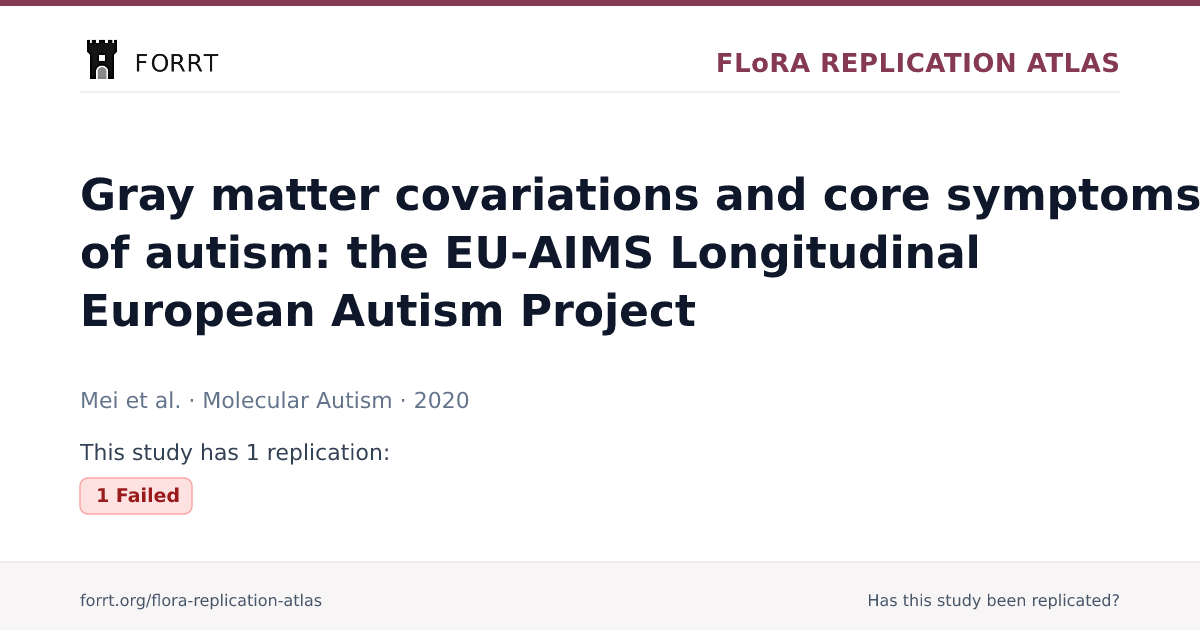 FORRT
FLoRA REPLICATION ATLAS
Gray matter covariations and core symptoms
of autism: the EU-AIMS Longitudinal
European Autism Project
Mei et al. · Molecular Autism · 2020
This study has 1 replication:
1 Failed
forrt.org/flora-replication-atlas
Has this study been replicated?